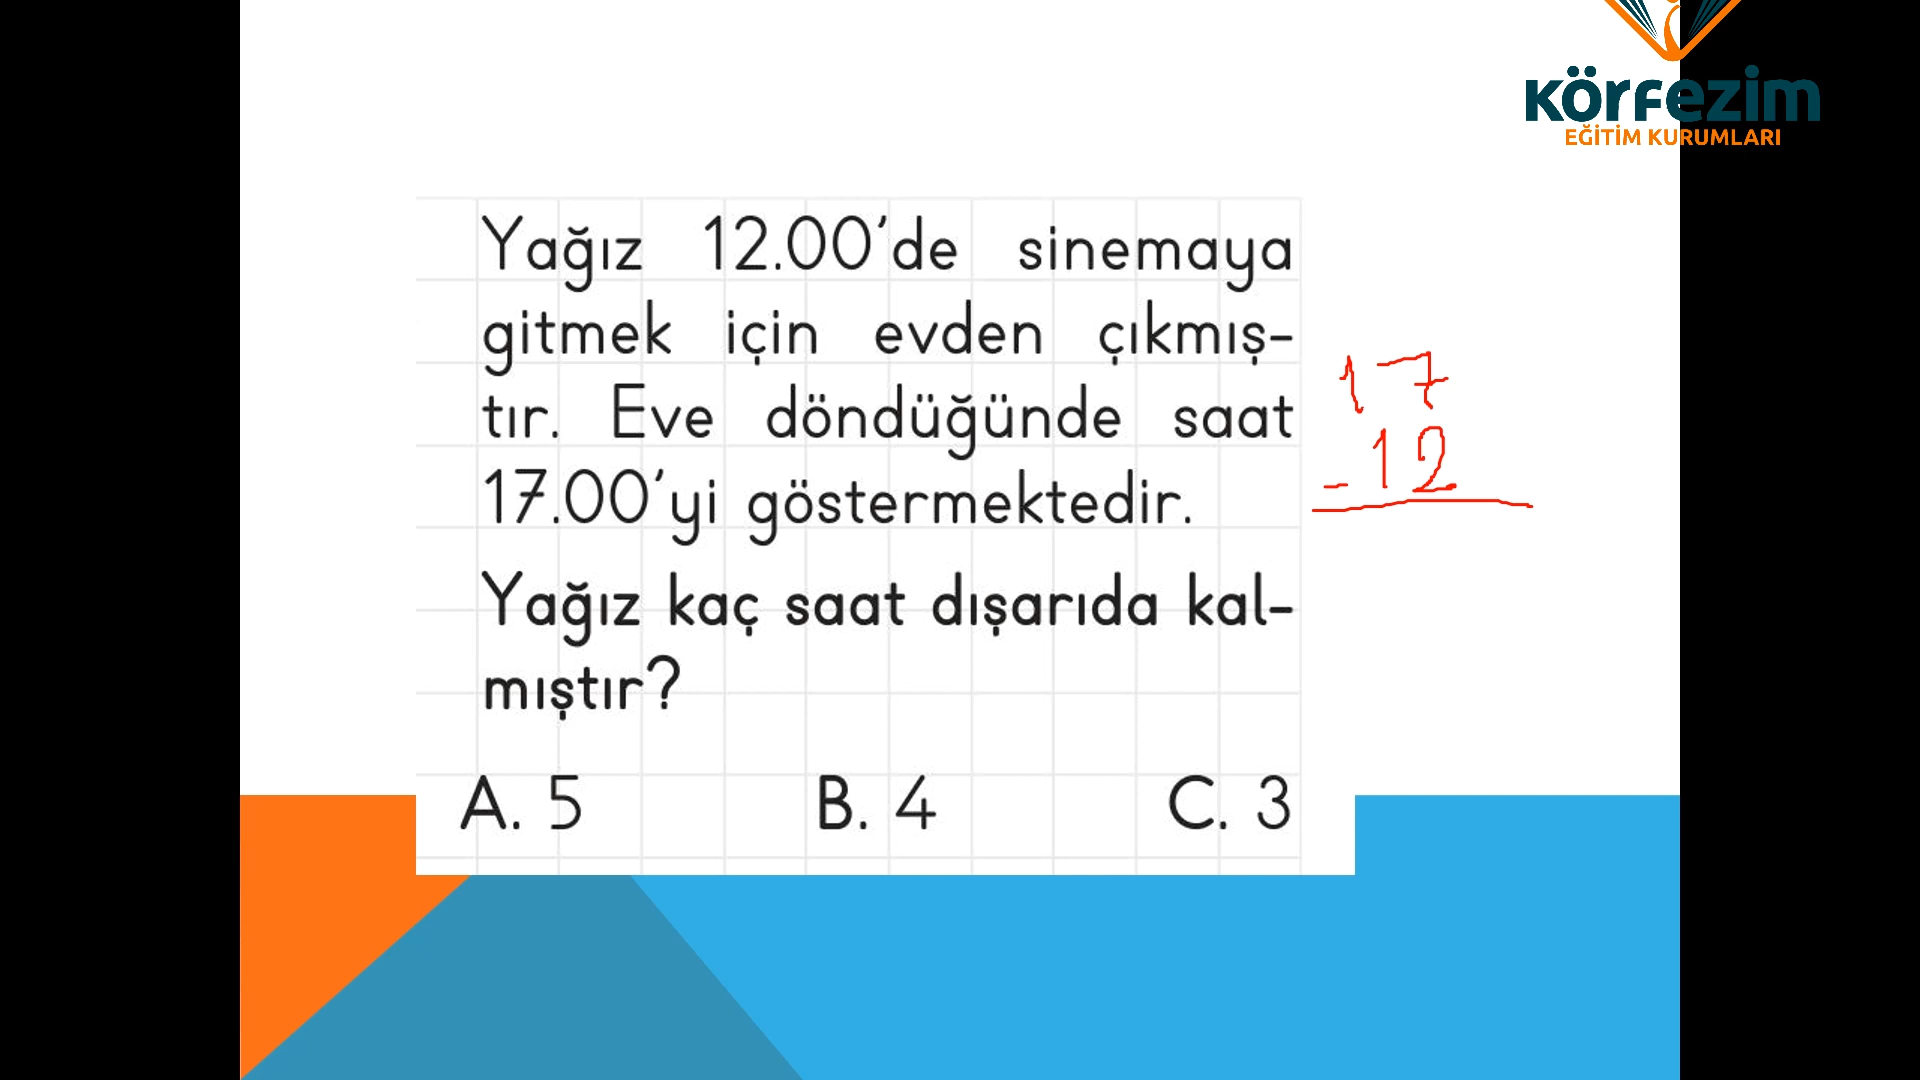 körfezim
EĞİTİM KURUMLARI
Yağız 12.00'de sinemaya
gitmek için evden çıkmış-
tır. Eve döndüğünde saat
17.00'yi göstermektedir.
Yağız kaç saat dışarıda kal-
mıştır?
A. 5 B. 4 C. 3
17
- 12